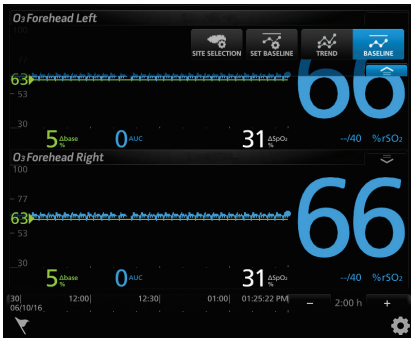 O3 Forehead Left
100
SITE SELECTION SET BASELINE TREND BASELINE
77
63
66
53
30
5 Δbase % 0 AUC 31 ΔSpO2 % --/40 %rSO2
O3 Forehead Right
100
77
63
66
53
30
5 Δbase % 0 AUC 31 ΔSpO2 % --/40 %rSO2
30| 12:00| 12:30| 01:00| 01:25:22 PM − 2:00 h +
06/10/16